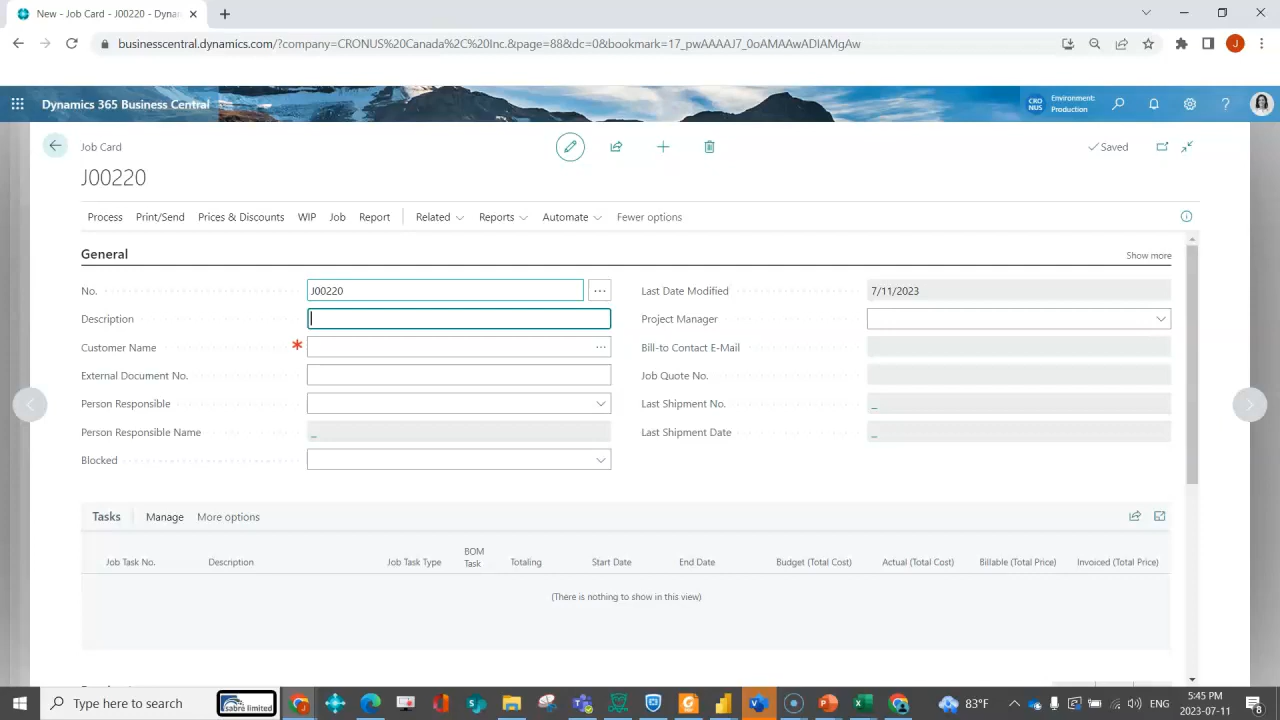 New - Job Card - J00220 - Dynam
businesscentral.dynamics.com/?company=CRONUS%20Canada%2C%20Inc.&page=88&dc=0&bookmark=17_pwAAAAJ7_0oAMAAwADIAMgAw
J
Dynamics 365 Business Central
CRO
NUS
Environment:
Production
Job Card
Saved
J00220
Process Print/Send Prices & Discounts WIP Job Report Related Reports Automate Fewer options
General
Show more
No. J00220 Last Date Modified 7/11/2023
Description Project Manager
Customer Name Bill-to Contact E-Mail
External Document No. Job Quote No.
Person Responsible Last Shipment No. _
Person Responsible Name _ Last Shipment Date _
Blocked
Tasks Manage More options
Job Task No. Description Job Task Type BOM Task Totaling Start Date End Date Budget (Total Cost) Actual (Total Cost) Billable (Total Price) Invoiced (Total Price)
(There is nothing to show in this view)
Type here to search
sabre limited
83°F
ENG
5:45 PM
2023-07-11
8